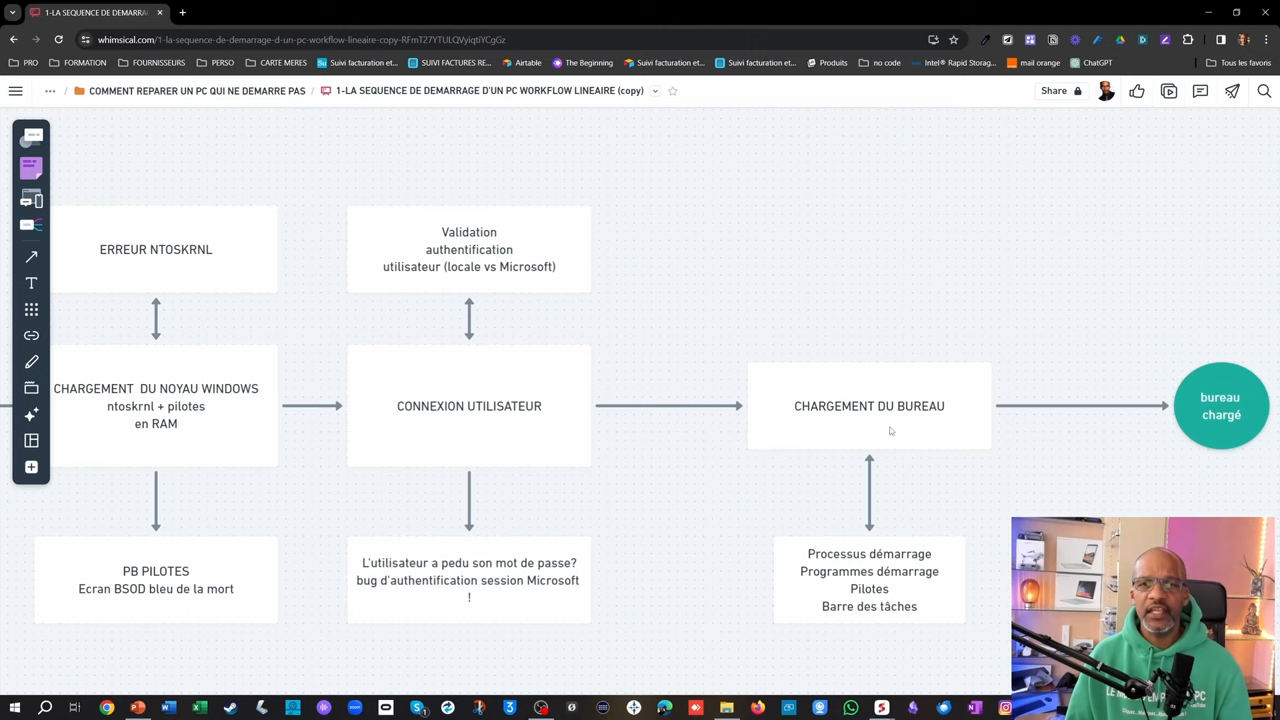 1-LA SEQUENCE DE DEMARRA
whimsical.com/1-la-sequence-de-demarrage-d-un-pc-workflow-lineaire-copy-RFmT27YTULQVyiqtiYCgGz
PRO
FORMATION
FOURNISSEURS
PERSO
CARTE MERES
Suivi facturation et...
SUIVI FACTURES RE...
Airtable
The Beginning
Suivi facturation et...
Suivi facturation et...
Produits
no code
Intel® Rapid Storag...
mail orange
ChatGPT
Tous les favoris
... / COMMENT REPARER UN PC QUI NE DEMARRE PAS / 1-LA SEQUENCE DE DEMARRAGE D'UN PC WORKFLOW LINEAIRE (copy)
Share
ERREUR NTOSKRNL
Validation
authentification
utilisateur (locale vs Microsoft)
CHARGEMENT DU NOYAU WINDOWS
ntoskrnl + pilotes
en RAM
CONNEXION UTILISATEUR
CHARGEMENT DU BUREAU
bureau
chargé
PB PILOTES
Ecran BSOD bleu de la mort
L'utilisateur a pedu son mot de passe?
bug d'authentification session Microsoft
!
Processus démarrage
Programmes démarrage
Pilotes
Barre des tâches